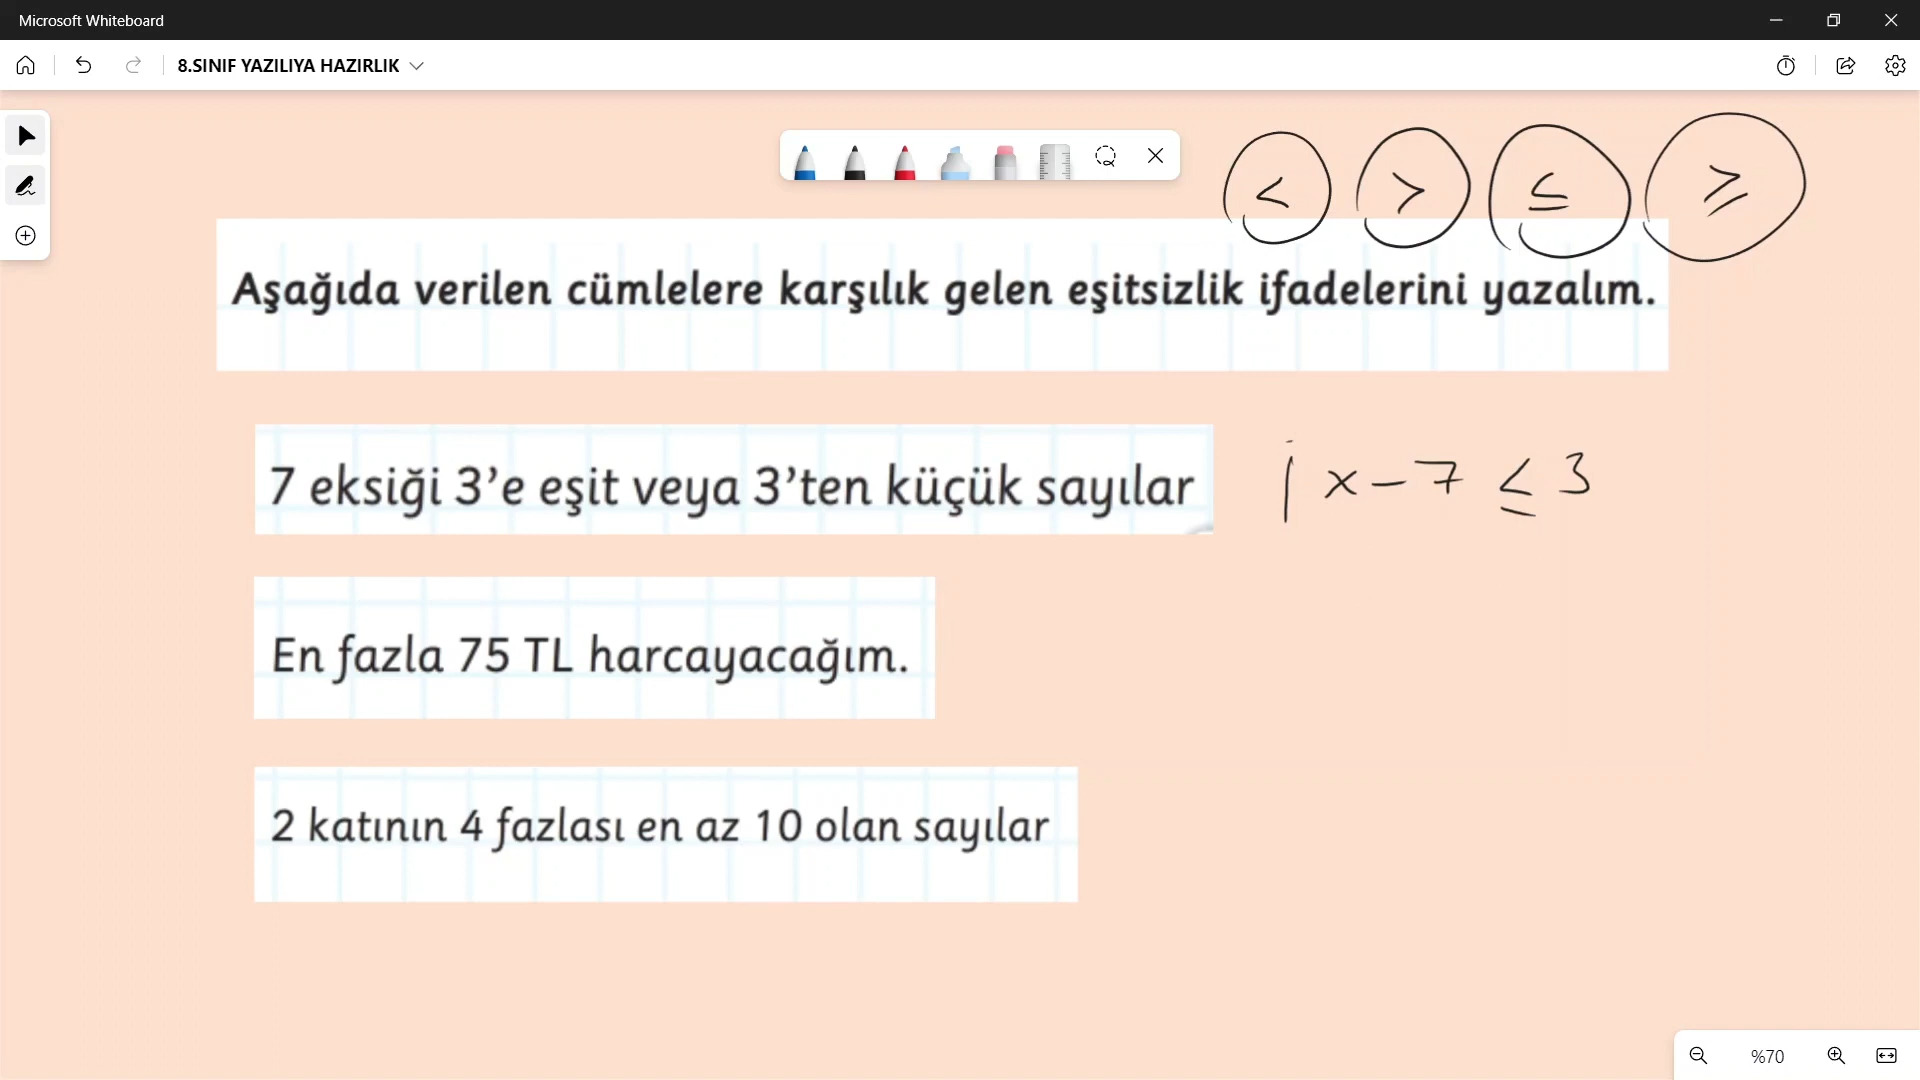 Microsoft Whiteboard
8.SINIF YAZILIYA HAZIRLIK
< > ≤ ≥
Aşağıda verilen cümlelere karşılık gelen eşitsizlik ifadelerini yazalım.
7 eksiği 3’e eşit veya 3’ten küçük sayılar
x - 7 ≤ 3
En fazla 75 TL harcayacağım.
2 katının 4 fazlası en az 10 olan sayılar
%70